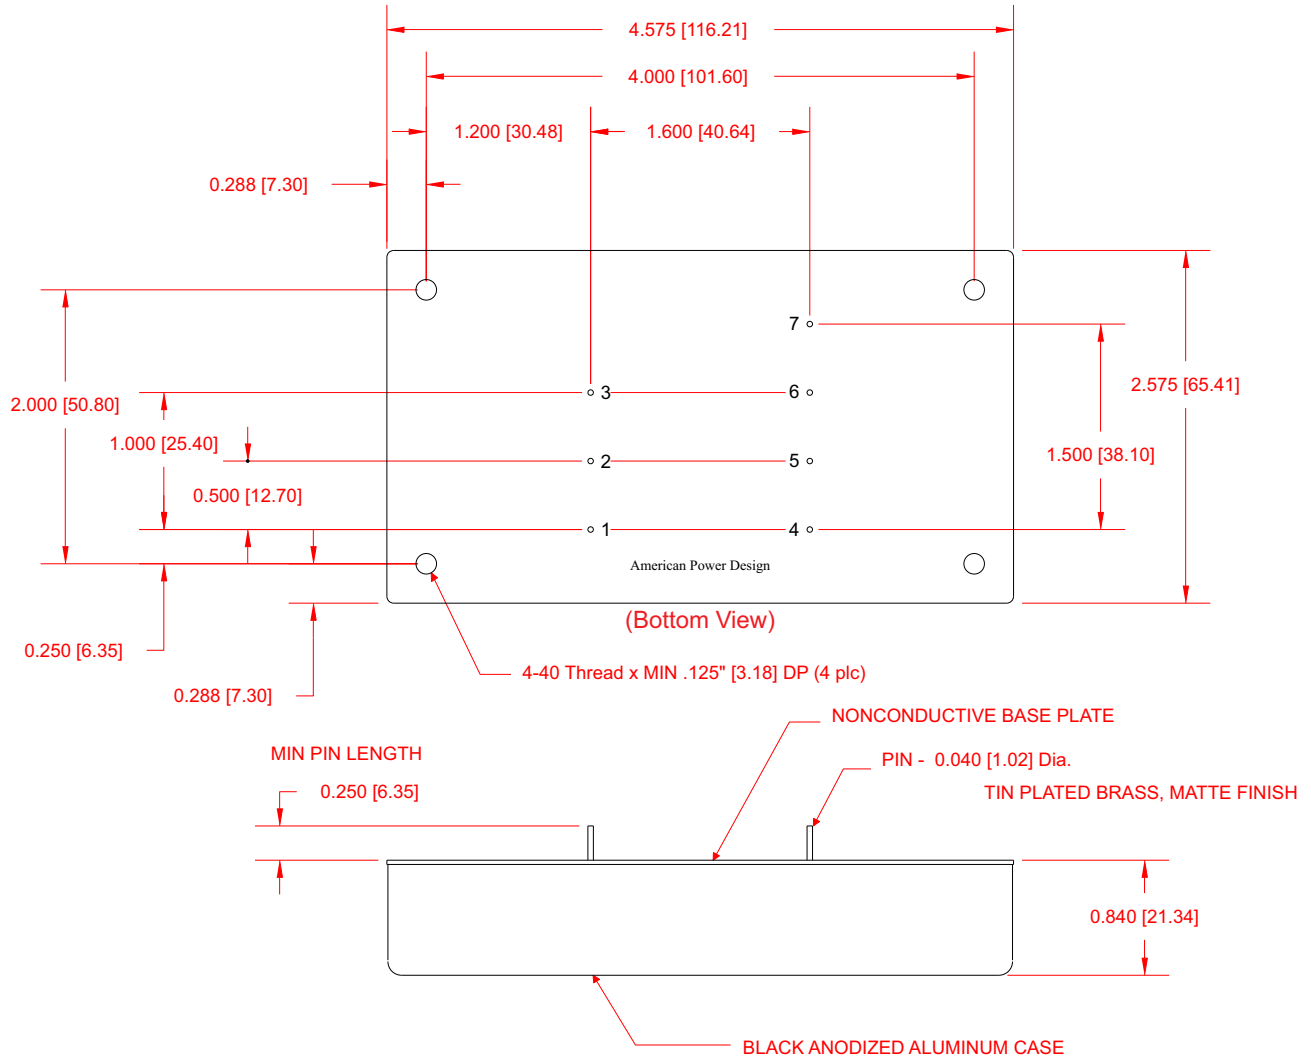 4.575 [116.21]
4.000 [101.60]
1.200 [30.48]
1.600 [40.64]
0.288 [7.30]
7
3
6
2.575 [65.41]
2.000 [50.80]
1.000 [25.40]
1.500 [38.10]
2
5
0.500 [12.70]
1
4
American Power Design
(Bottom View)
0.250 [6.35]
4-40 Thread x MIN .125" [3.18] DP (4 plc)
0.288 [7.30]
NONCONDUCTIVE BASE PLATE
MIN PIN LENGTH
PIN - 0.040 [1.02] Dia.
0.250 [6.35]
TIN PLATED BRASS, MATTE FINISH
0.840 [21.34]
BLACK ANODIZED ALUMINUM CASE